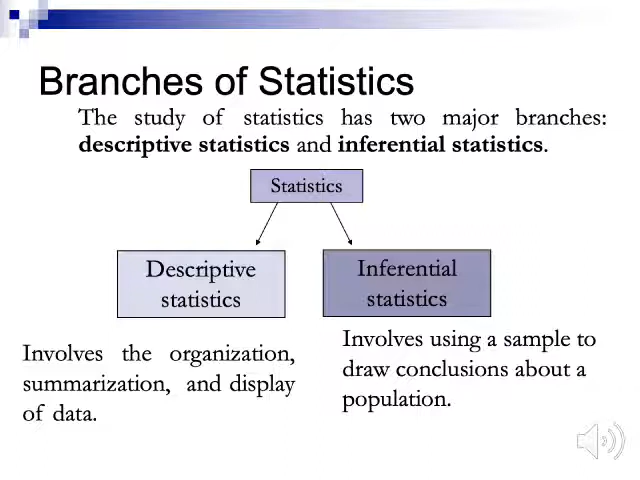 Branches of Statistics
The study of statistics has two major branches:
descriptive statistics and inferential statistics.
Statistics
Descriptive
statistics
Inferential
statistics
Involves the organization,
summarization, and display
of data.
Involves using a sample to
draw conclusions about a
population.